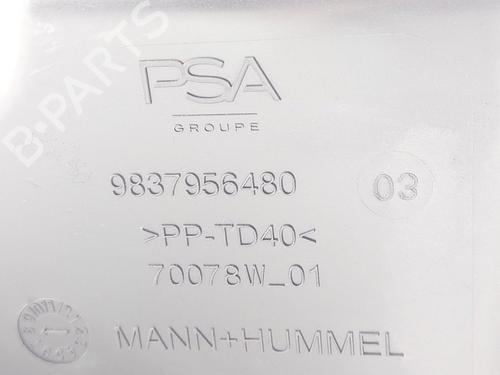 B-PARTS
PSA
GROUPE
9837956480
03
>PP-TD40<
70078W_01
MANN+HUMMEL